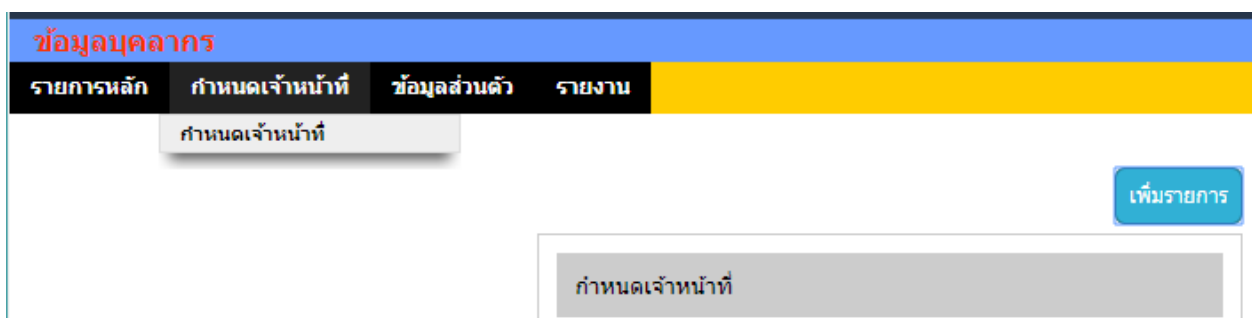 ข้อมูลบุคลากร
รายการหลัก กำหนดเจ้าหน้าที่ ข้อมูลส่วนตัว รายงาน
กำหนดเจ้าหน้าที่
เพิ่มรายการ
กำหนดเจ้าหน้าที่